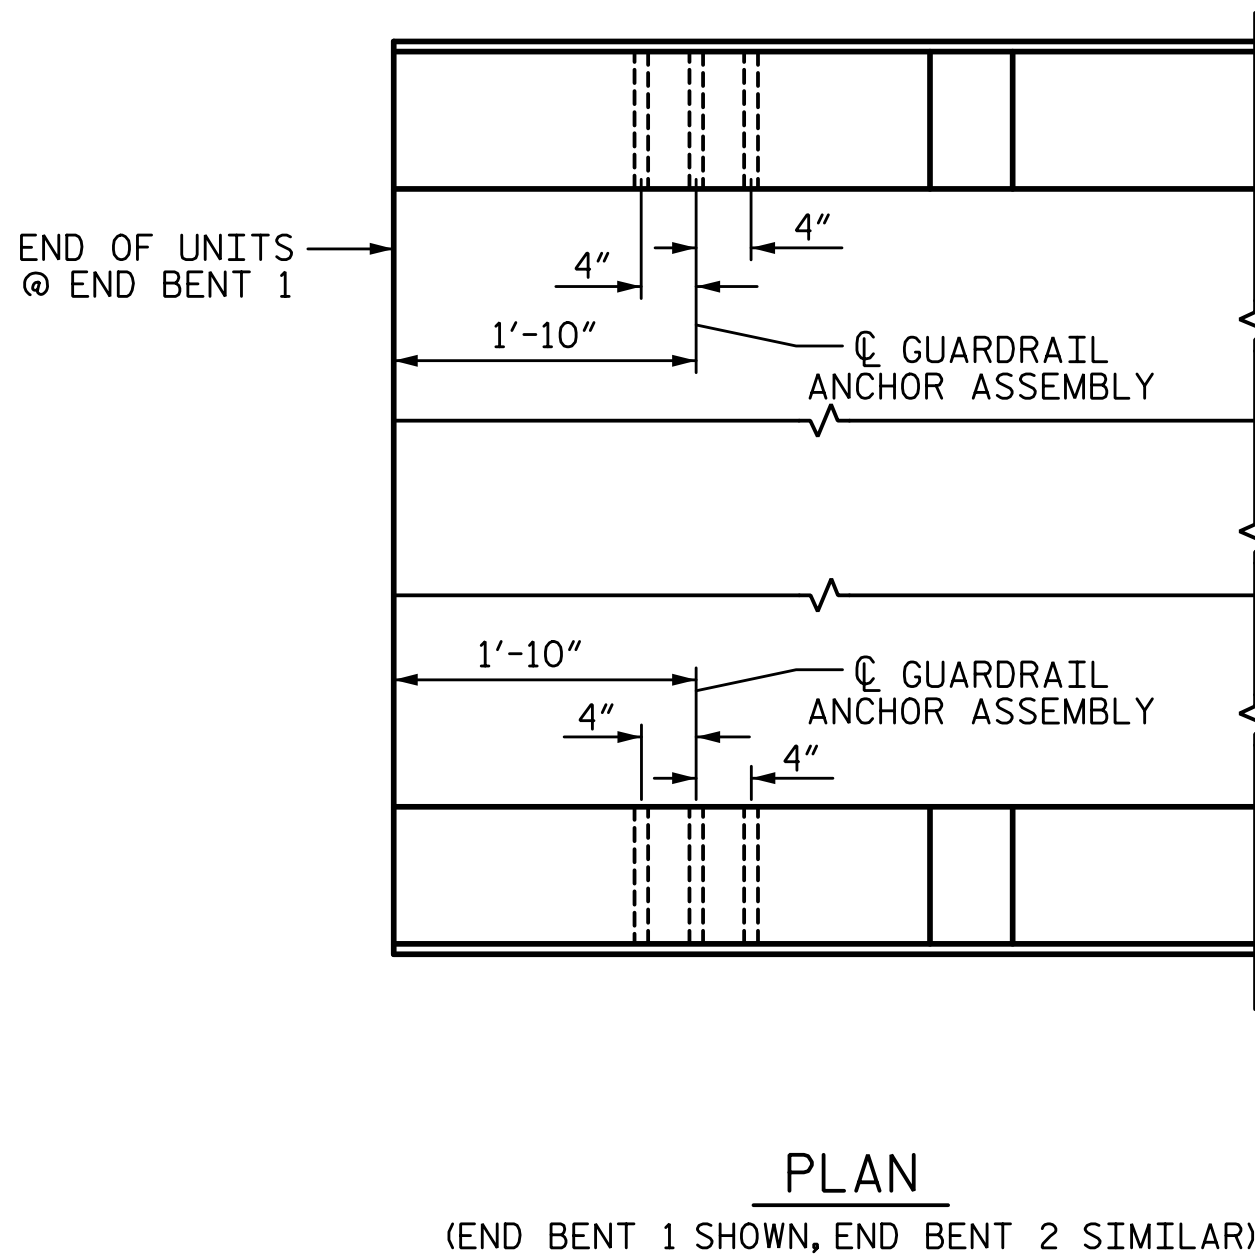 4″
END OF UNITS
@ END BENT 1
4″
1′-10″
℄ GUARDRAIL
ANCHOR ASSEMBLY
1′-10″
℄ GUARDRAIL
ANCHOR ASSEMBLY
4″
4″
PLAN
(END BENT 1 SHOWN, END BENT 2 SIMILAR)